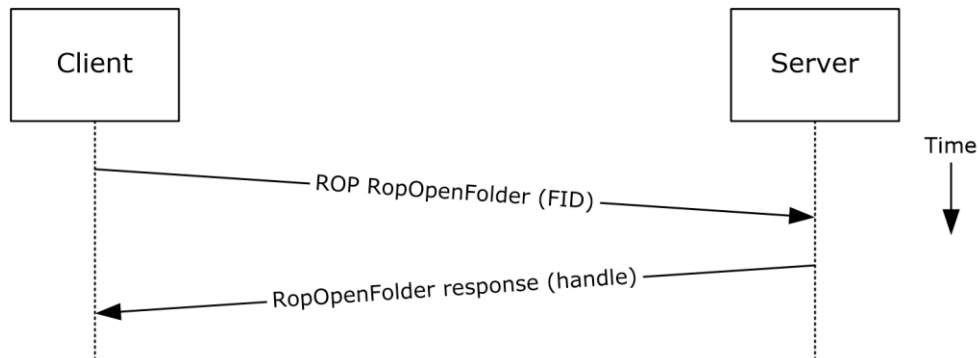 Client
Server
Time
ROP RopOpenFolder (FID)
RopOpenFolder response (handle)